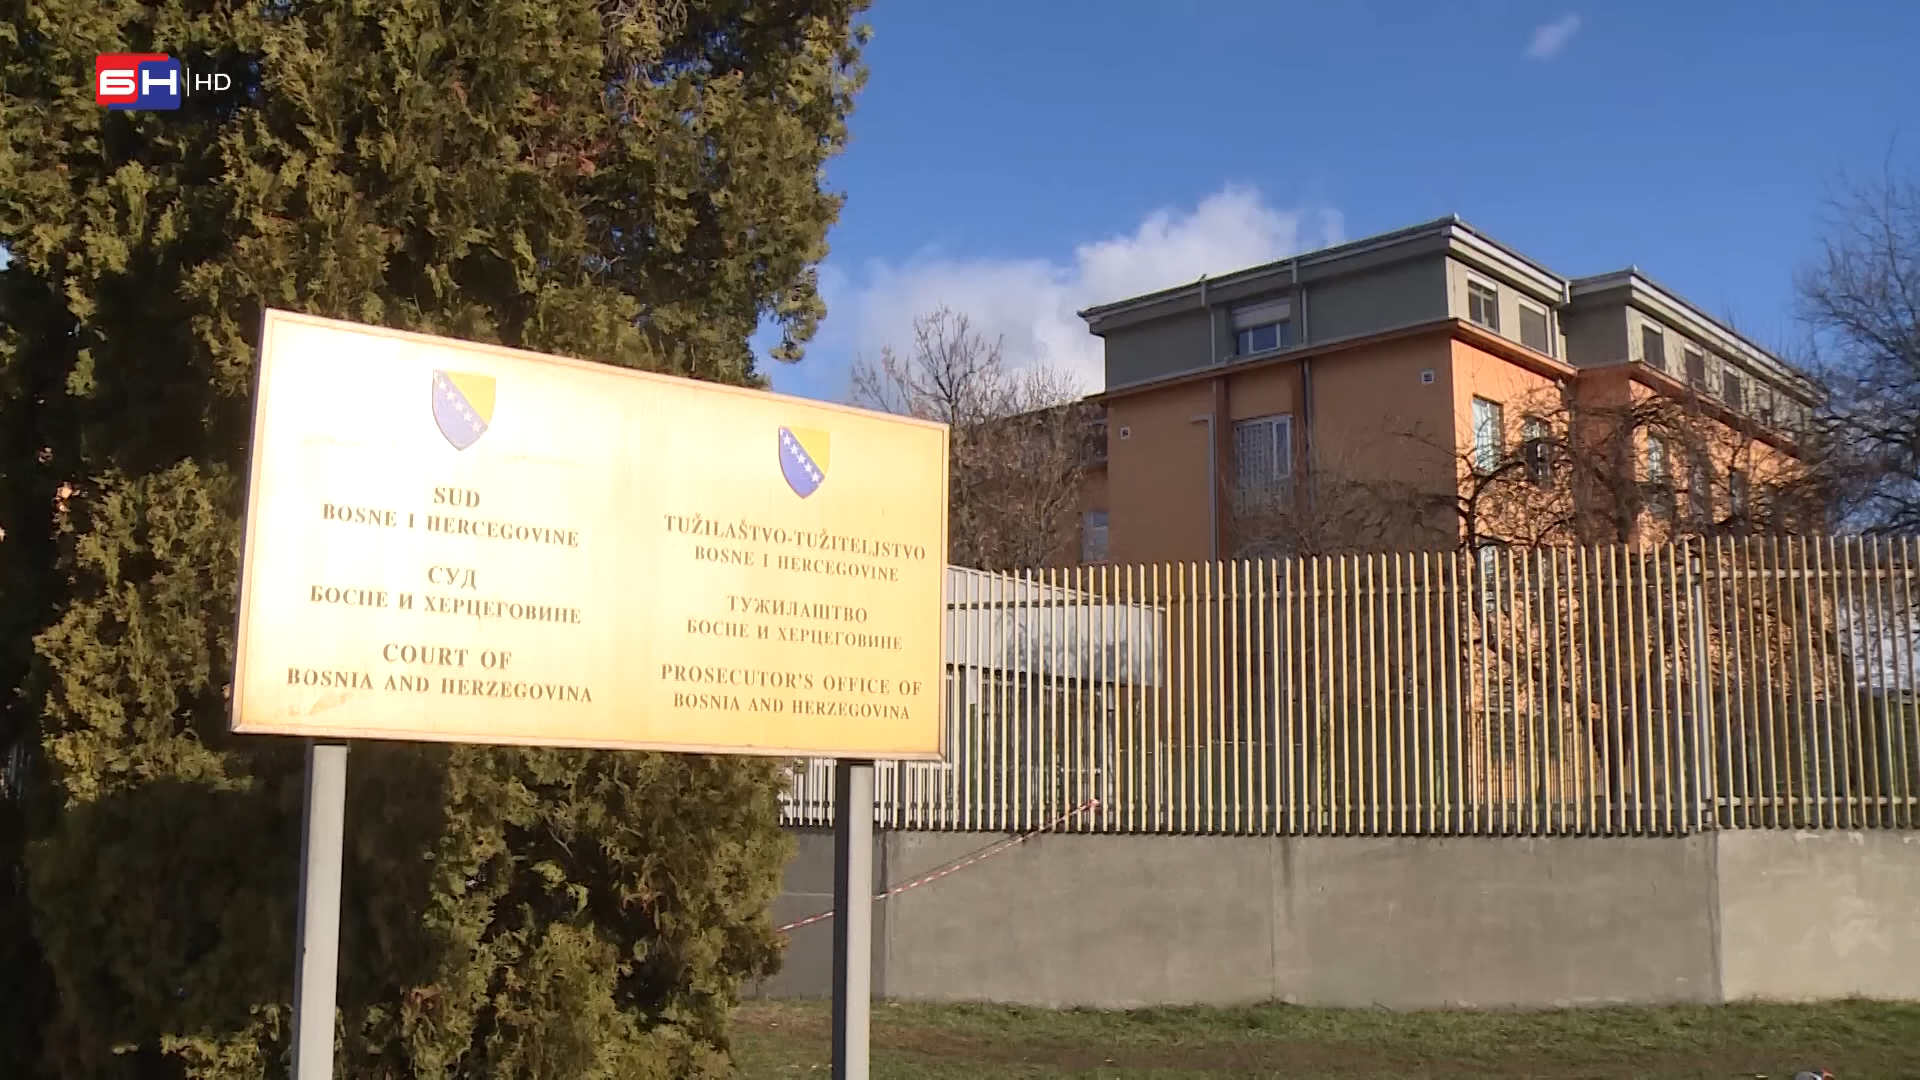 БН HD
SUD
BOSNE I HERCEGOVINE
СУД
БОСНЕ И ХЕРЦЕГОВИНЕ
COURT OF
BOSNIA AND HERZEGOVINA
TUŽILAŠTVO-TUŽITELJSTVO
BOSNE I HERCEGOVINE
ТУЖИЛАШТВО
БОСНЕ И ХЕРЦЕГОВИНЕ
PROSECUTOR'S OFFICE OF
BOSNIA AND HERZEGOVINA